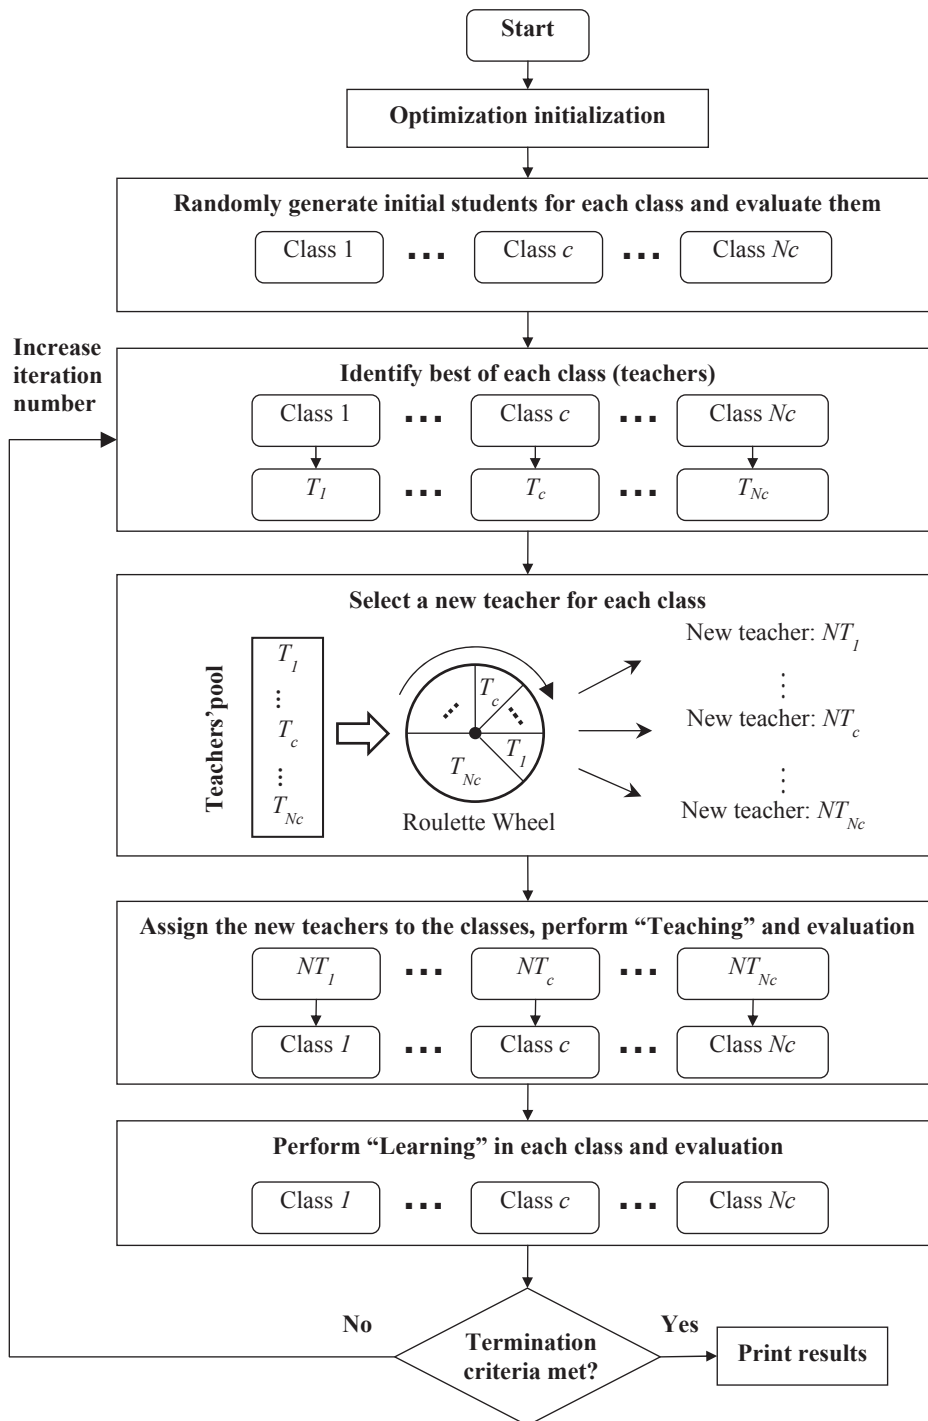 Start
Optimization initialization
Randomly generate initial students for each class and evaluate them
Class 1 ... Class c ... Class Nc
Increase
iteration
number
Identify best of each class (teachers)
Class 1 ... Class c ... Class Nc
T1 ... Tc ... TNc
Select a new teacher for each class
Teachers'pool
T1
...
Tc
...
TNc
Tc
T1
TNc
Roulette Wheel
New teacher: NT1
...
New teacher: NTc
...
New teacher: NTNc
Assign the new teachers to the classes, perform “Teaching” and evaluation
NT1 ... NTc ... NTNc
Class 1 ... Class c ... Class Nc
Perform “Learning” in each class and evaluation
Class 1 ... Class c ... Class Nc
No
Termination
criteria met?
Yes
Print results